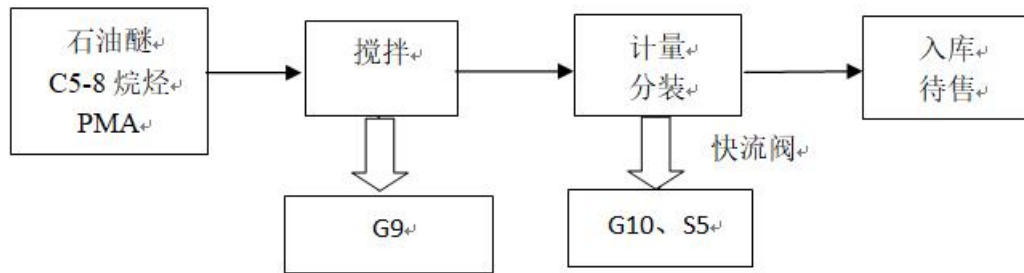 石油醚
C5-8 烷烃
PMA
搅拌
计量
分装
入库
待售
快流阀
G9
G10、S5